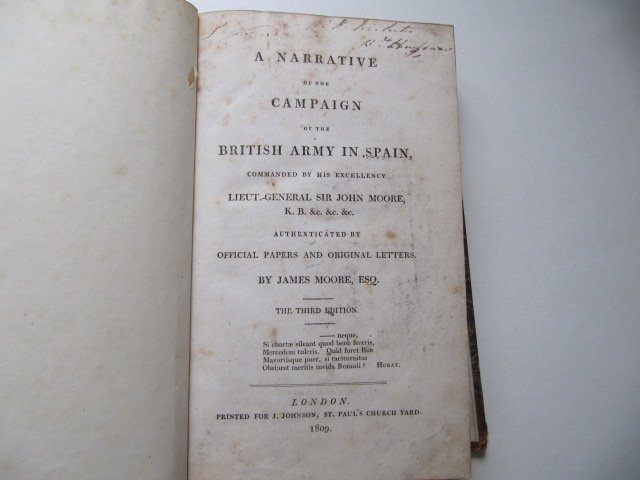 A NARRATIVE
OF THE
CAMPAIGN
OF THE
BRITISH ARMY IN SPAIN,
COMMANDED BY HIS EXCELLENCY
LIEUT.-GENERAL SIR JOHN MOORE,
K. B. &c. &c. &c.
AUTHENTICATED BY
OFFICIAL PAPERS AND ORIGINAL LETTERS.
BY JAMES MOORE, ESQ.
THE THIRD EDITION.
—— neque,
Si chartæ sileant quod benè feceris,
Mercedem tuleris. Quid foret Iliæ
Mavortisque puer, si taciturnitas
Obstaret meritis invida Romuli? HORAT.
LONDON.
PRINTED FOR J. JOHNSON, ST. PAUL'S CHURCH YARD.
1809.